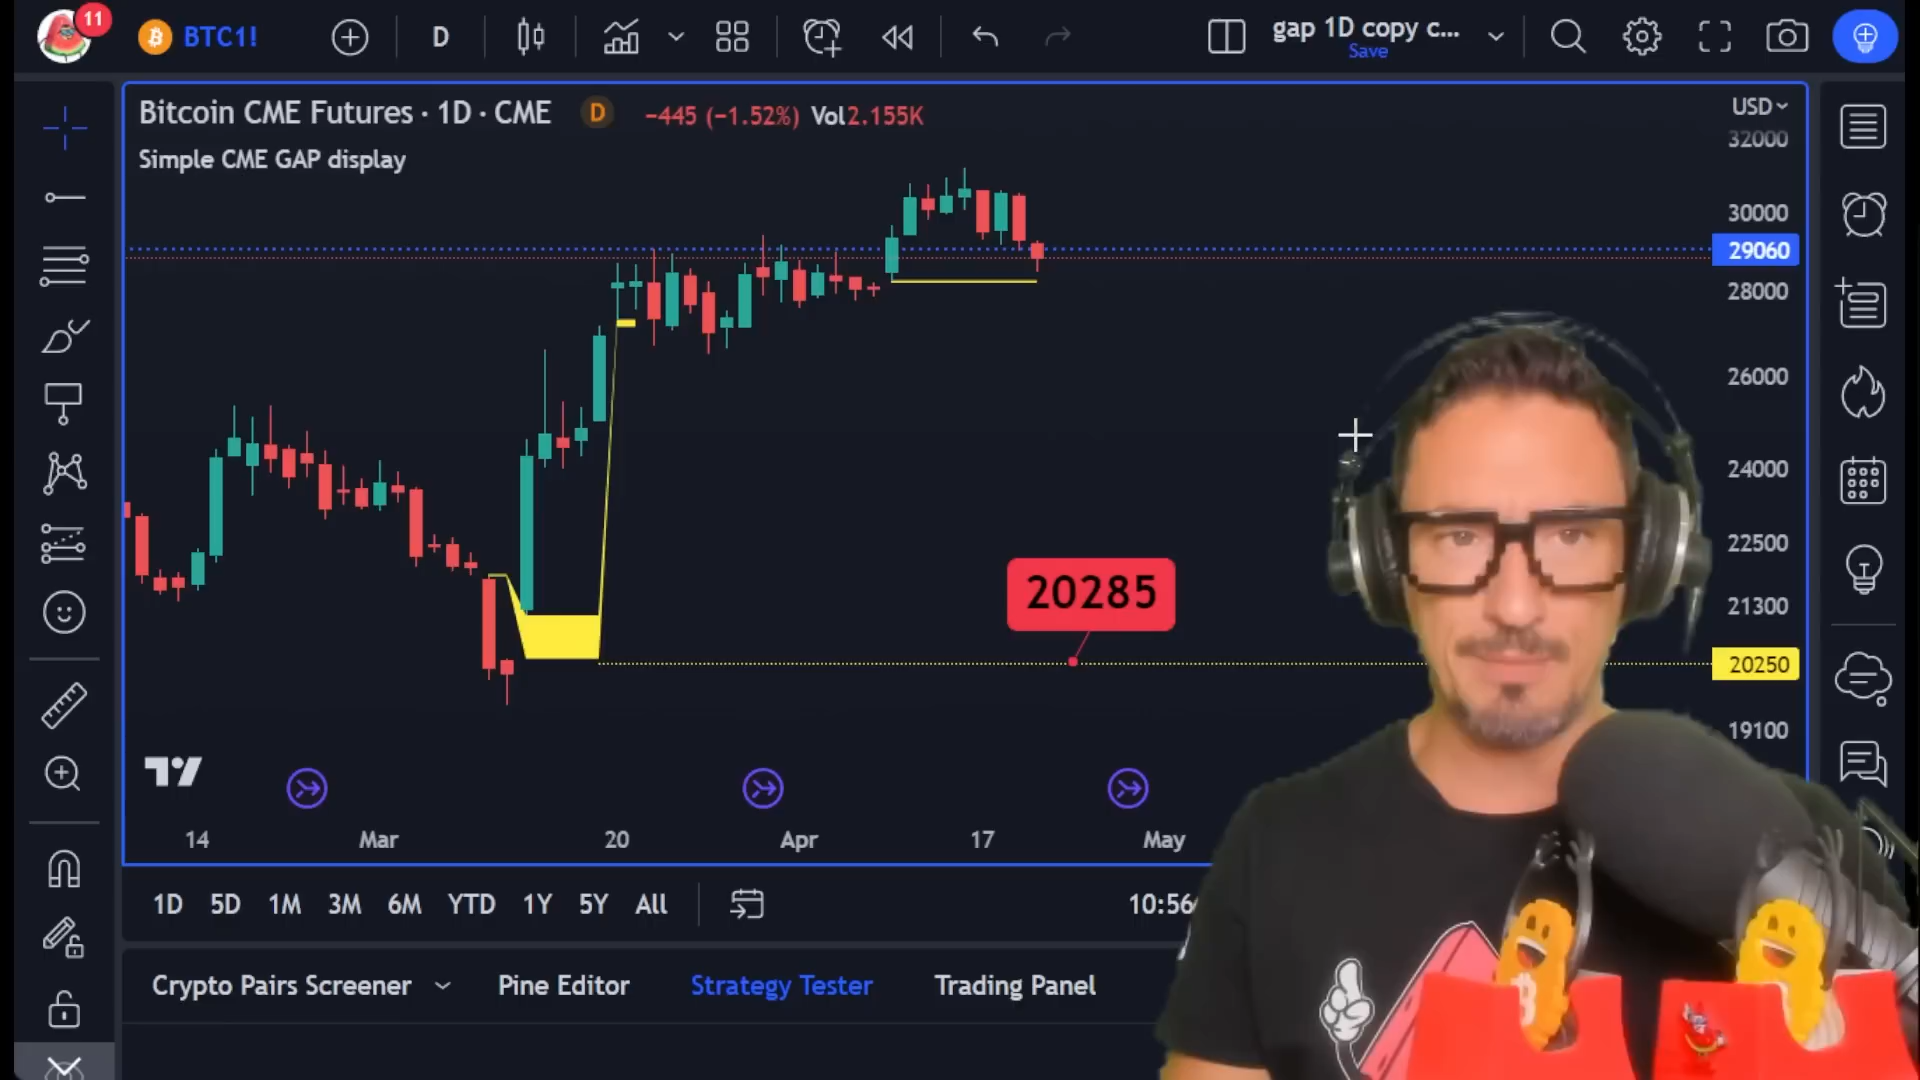 11
BTC1!
D
gap 1D copy c...
Save
Bitcoin CME Futures · 1D · CME D −445 (−1.52%) Vol2.155K
Simple CME GAP display
USD
32000
30000
29060
28000
26000
24000
22500
21300
20285
20250
19100
14 Mar 20 Apr 17 May
1D 5D 1M 3M 6M YTD 1Y 5Y All
10:56
Crypto Pairs Screener Pine Editor Strategy Tester Trading Panel